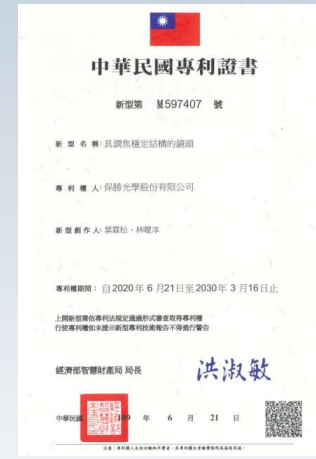 中華民國專利證書
新型第 M597407 號
新 型 名 稱：具調焦穩定結構的鏡頭
專 利 權 人：保勝光學股份有限公司
新 型 創 作 人：葉霖松、林曜淳
專利權期間： 自2020年 6 月21日至2030年 3 月16日止
上開新型業依專利法規定通過形式審查取得專利權
行使專利權如未提示新型專利技術報告不得進行警告
經濟部智慧財產局 局長 洪淑敏
中華民國 109 年 6 月 21 日